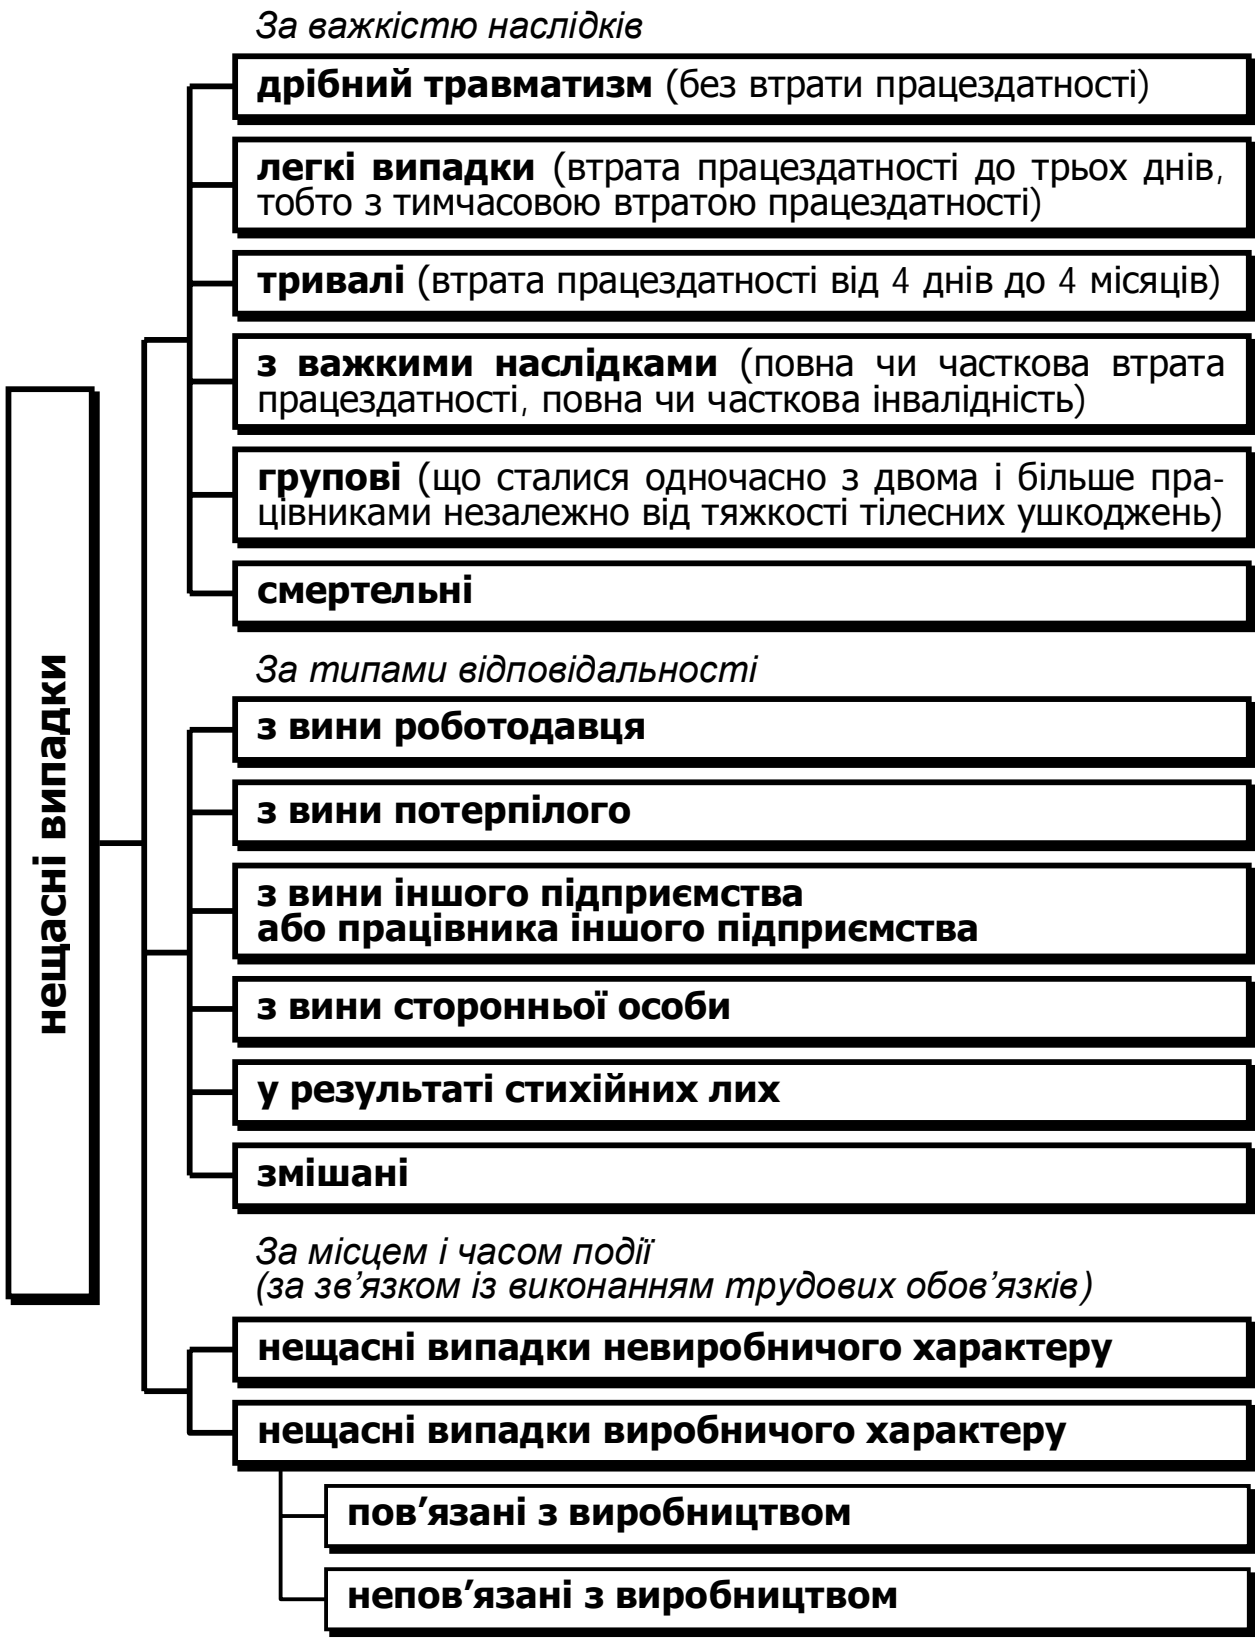 За важкістю наслідків
дрібний травматизм (без втрати працездатності)
легкі випадки (втрата працездатності до трьох днів,
тобто з тимчасовою втратою працездатності)
тривалі (втрата працездатності від 4 днів до 4 місяців)
з важкими наслідками (повна чи часткова втрата
працездатності, повна чи часткова інвалідність)
групові (що сталися одночасно з двома і більше пра-
цівниками незалежно від тяжкості тілесних ушкоджень)
смертельні
нещасні випадки
За типами відповідальності
з вини роботодавця
з вини потерпілого
з вини іншого підприємства
або працівника іншого підприємства
з вини сторонньої особи
у результаті стихійних лих
змішані
За місцем і часом події
(за зв’язком із виконанням трудових обов’язків)
нещасні випадки невиробничого характеру
нещасні випадки виробничого характеру
пов’язані з виробництвом
непов’язані з виробництвом